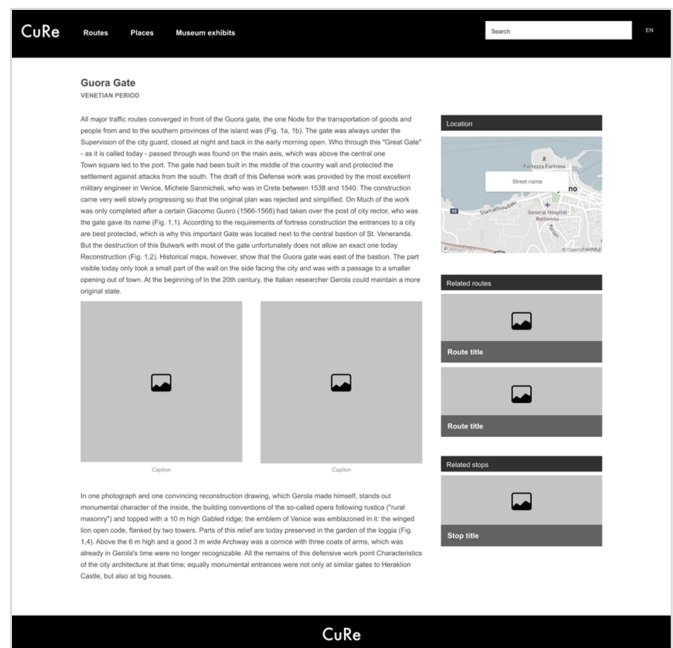 CuRe
Routes
Places
Museum exhibits
Search
EN
Guora Gate
VENETIAN PERIOD
All major traffic routes converged in front of the Guora gate, the one Node for the transportation of goods and
people from and to the southern provinces of the island was (Fig. 1a, 1b). The gate was always under the
Supervision of the city guard, closed at night and back in the early morning open. Who through this "Great Gate"
- as it is called today - passed through was found on the main axis, which was above the central one
Town square led to the port. The gate had been built in the middle of the country wall and protected the
settlement against attacks from the south. The draft of this Defense work was provided by the most excellent
military engineer in Venice, Michele Sanmicheli, who was in Crete between 1538 and 1540. The construction
came very well slowly progressing so that the original plan was rejected and simplified. On Much of the work
was only completed after a certain Giacomo Guoro (1566-1568) had taken over the post of city rector, who was
the gate gave its name (Fig. 1,1). According to the requirements of fortress construction the entrances to a city
are best protected, which is why this important Gate was located next to the central bastion of St. Veneranda.
But the destruction of this Bulwark with most of the gate unfortunately does not allow an exact one today
Reconstruction (Fig. 1,2). Historical maps, however, show that the Guora gate was east of the bastion. The part
visible today only took a small part of the wall on the side facing the city and was with a passage to a smaller
opening out of town. At the beginning of In the 20th century, the Italian researcher Gerola could maintain a more
original state.
Caption
Caption
In one photograph and one convincing reconstruction drawing, which Gerola made himself, stands out
monumental character of the inside, the building conventions of the so-called opera following rustica ("rural
masonry") and topped with a 10 m high Gabled ridge; the emblem of Venice was emblazoned in it: the winged
lion open code, flanked by two towers. Parts of this relief are today preserved in the garden of the loggia (Fig.
1,4). Above the 6 m high and a good 3 m wide Archway was a cornice with three coats of arms, which was
already in Gerola's time were no longer recognizable. All the remains of this defensive work point Characteristics
of the city architecture at that time; equally monumental entrances were not only at similar gates to Heraklion
Castle, but also at big houses.
Location
Fortezza Fortress
Street name
no
Stamathioudaki
General Hospital
Rethimno
© OpenStreetMap
Related routes
Route title
Route title
Related stops
Stop title
CuRe